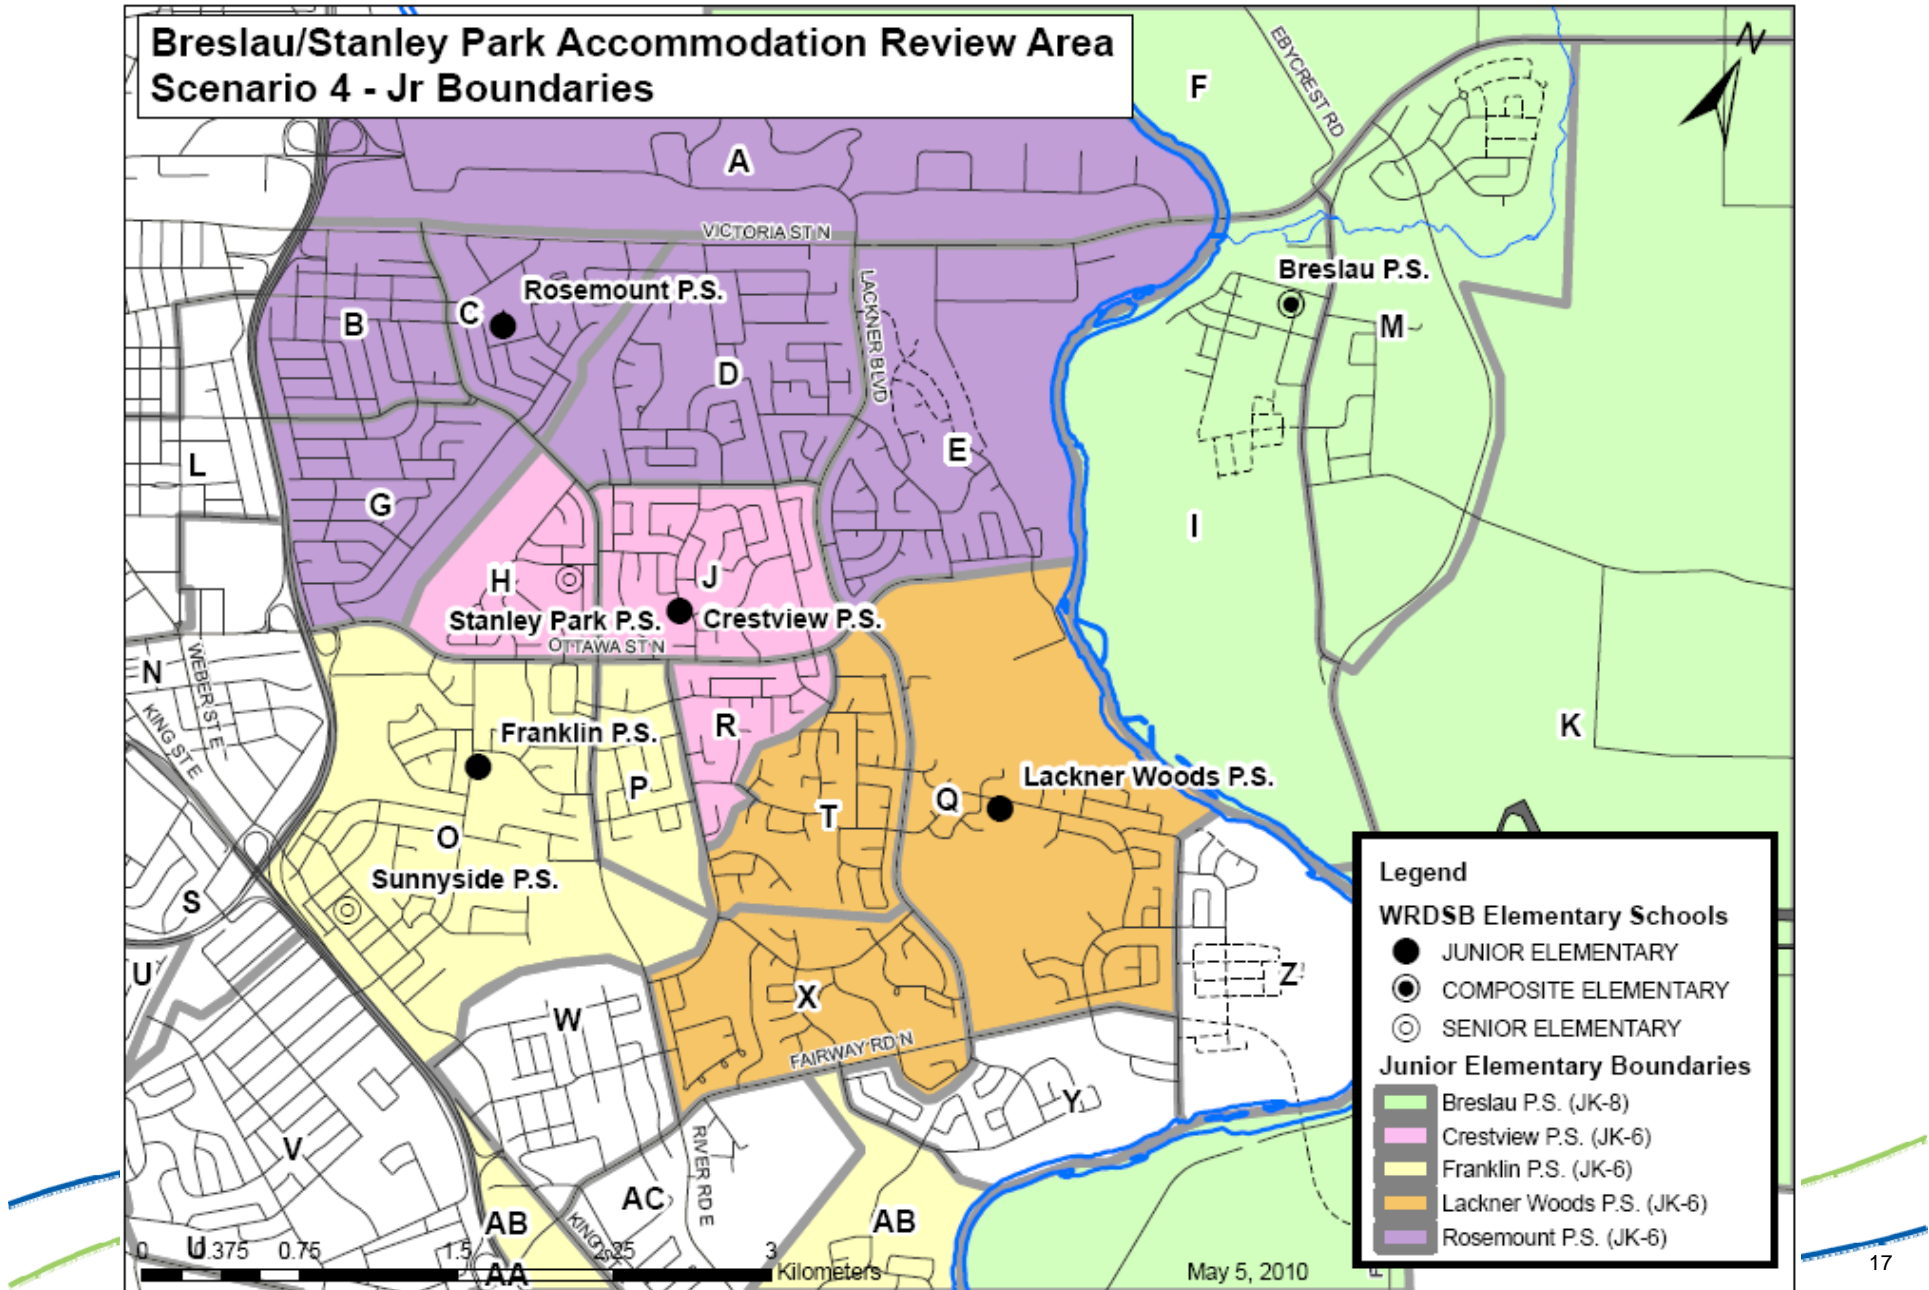 Breslau/Stanley Park Accommodation Review Area
Scenario 4 - Jr Boundaries
N
F
EBYCREST RD
A
VICTORIA ST N
Rosemount P.S.
Breslau P.S.
B
C
D
LACKNER BLVD
M
E
L
G
I
H
J
Stanley Park P.S.
Crestview P.S.
OTTAWA ST N
N
WEBER ST E
KING ST E
Franklin P.S.
R
K
P
T
Q
Lackner Woods P.S.
O
Sunnyside P.S.
S
U
Z
X
W
FAIRWAY RD N
Y
V
RIVER RD E
AC
AB
KING ST
AB
AA
U
0 0.375 0.75 1.5 2.25 3
Kilometers
May 5, 2010
Legend
WRDSB Elementary Schools
JUNIOR ELEMENTARY
COMPOSITE ELEMENTARY
SENIOR ELEMENTARY
Junior Elementary Boundaries
Breslau P.S. (JK-8)
Crestview P.S. (JK-6)
Franklin P.S. (JK-6)
Lackner Woods P.S. (JK-6)
Rosemount P.S. (JK-6)
17